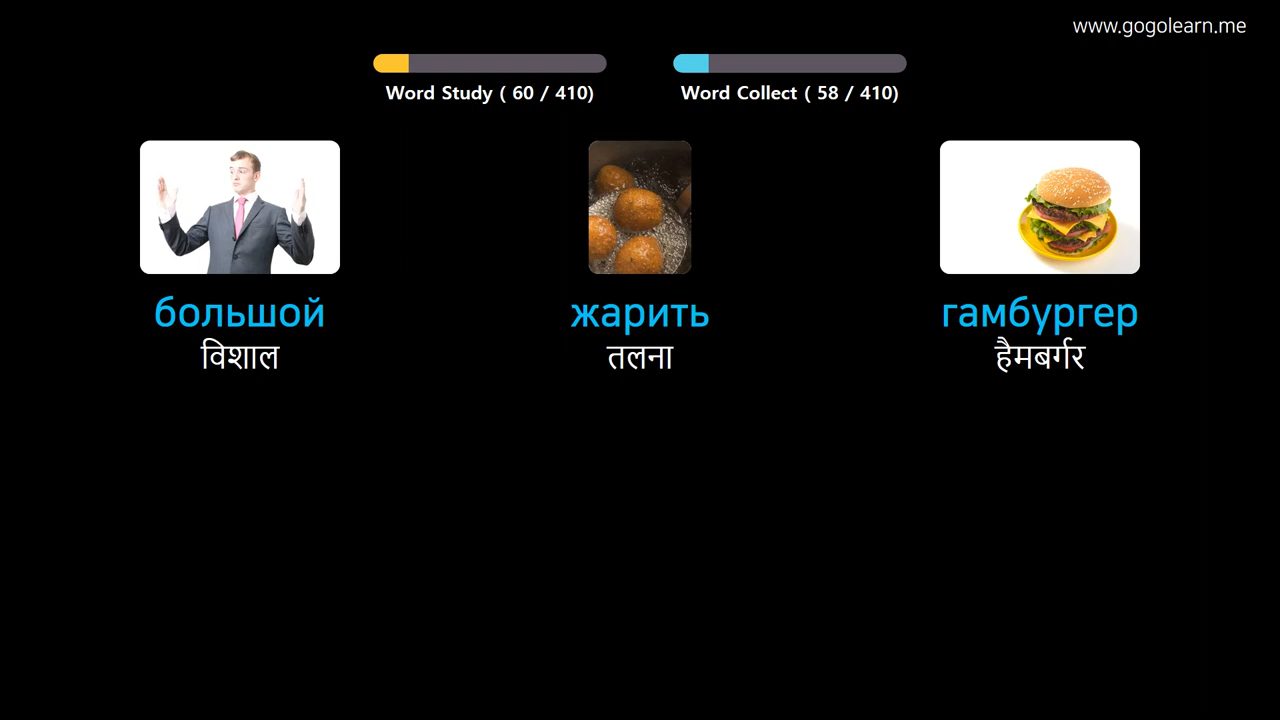 www.gogolearn.me
Word Study ( 60 / 410)
Word Collect ( 58 / 410)
большой
жарить
гамбургер
विशाल
तलना
हैमबर्गर